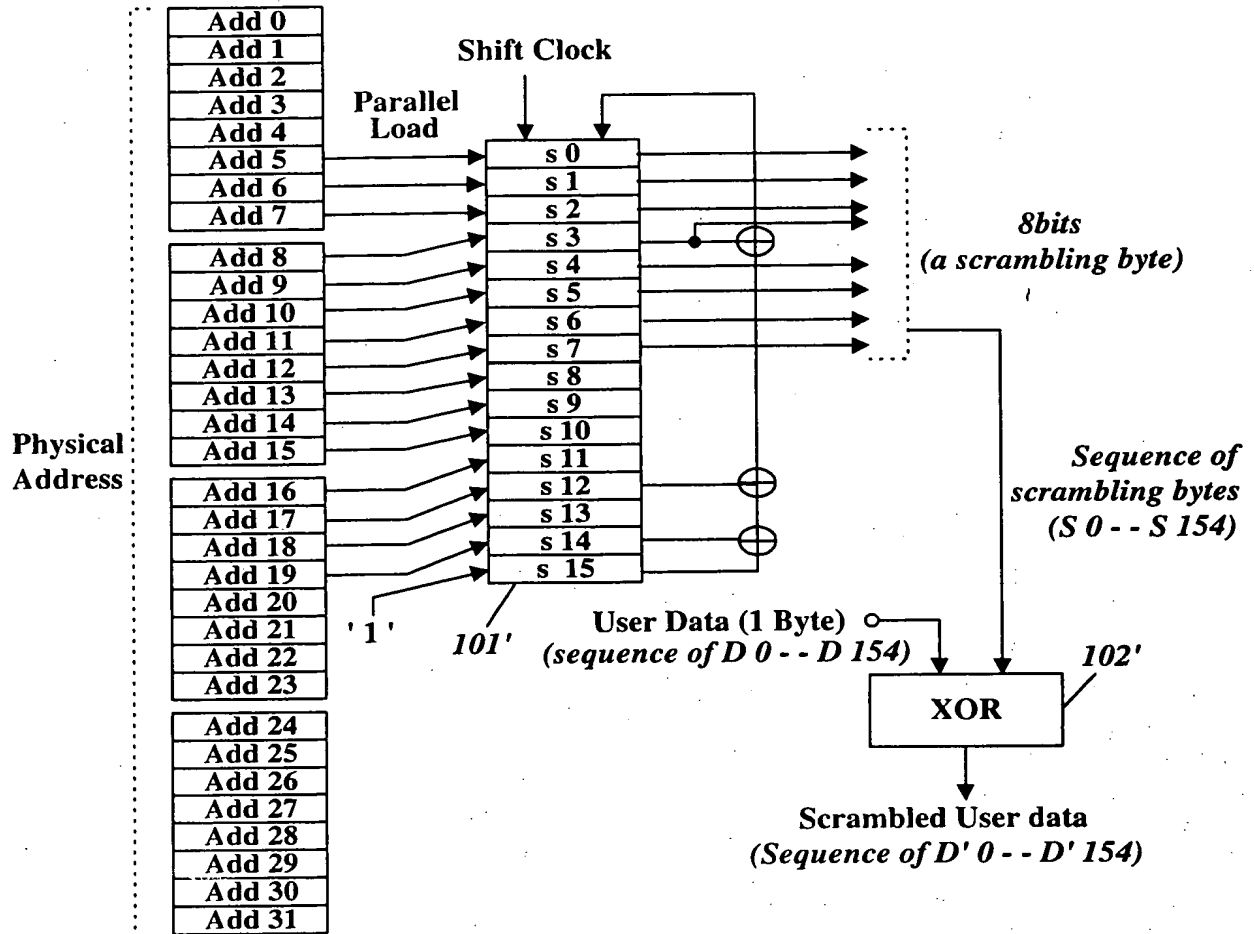 Add 0
Add 1
Add 2
Add 3
Add 4
Add 5
Add 6
Add 7
Add 8
Add 9
Add 10
Add 11
Add 12
Add 13
Add 14
Add 15
Add 16
Add 17
Add 18
Add 19
Add 20
Add 21
Add 22
Add 23
Add 24
Add 25
Add 26
Add 27
Add 28
Add 29
Add 30
Add 31
Physical
Address
Parallel
Load
Shift Clock
s 0
s 1
s 2
s 3
s 4
s 5
s 6
s 7
s 8
s 9
s 10
s 11
s 12
s 13
s 14
s 15
' 1 '
101'
8bits
(a scrambling byte)
Sequence of
scrambling bytes
(S 0 - - S 154)
User Data (1 Byte)
(sequence of D 0 - - D 154)
102'
XOR
Scrambled User data
(Sequence of D' 0 - - D' 154)